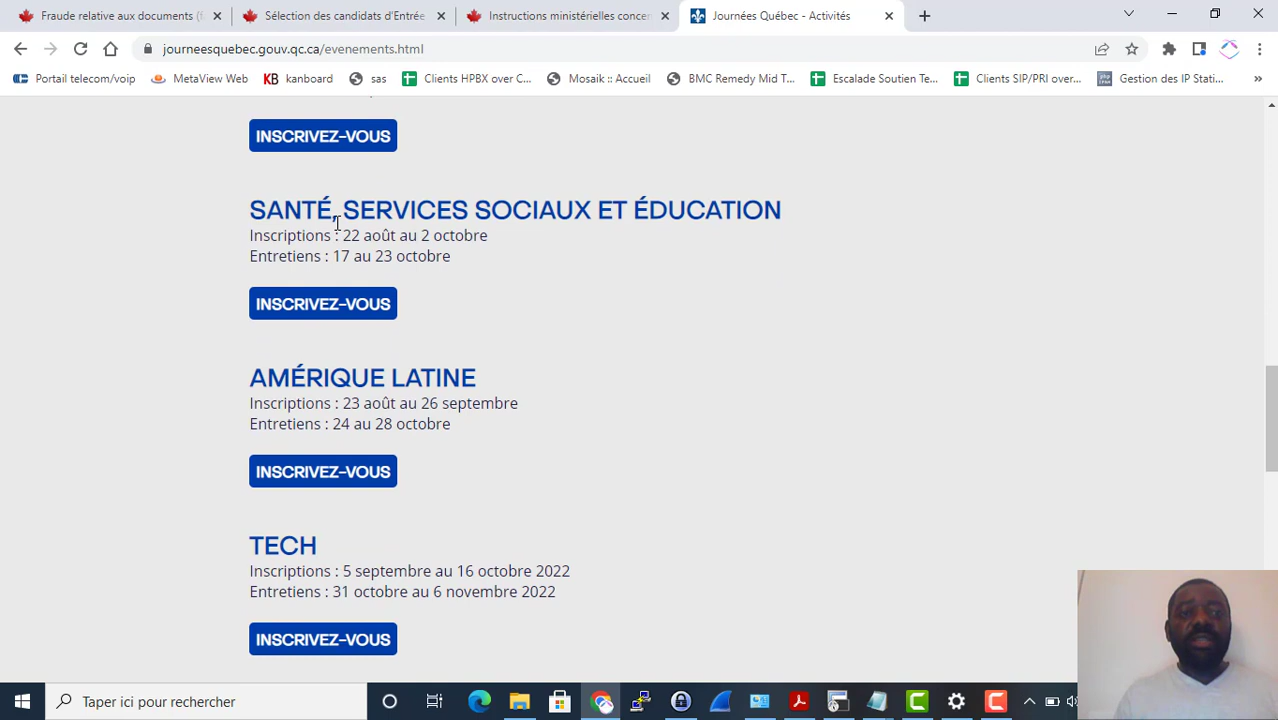 Fraude relative aux documents (f
Sélection des candidats d'Entrée
Instructions ministérielles concer
Journées Québec - Activités
journeesquebec.gouv.qc.ca/evenements.html
Portail telecom/voip
MetaView Web
KB kanboard
sas
Clients HPBX over C...
Mosaik :: Accueil
BMC Remedy Mid T...
Escalade Soutien Te...
Clients SIP/PRI over...
Gestion des IP Stati...
INSCRIVEZ-VOUS
SANTÉ, SERVICES SOCIAUX ET ÉDUCATION
Inscriptions : 22 août au 2 octobre
Entretiens : 17 au 23 octobre
INSCRIVEZ-VOUS
AMÉRIQUE LATINE
Inscriptions : 23 août au 26 septembre
Entretiens : 24 au 28 octobre
INSCRIVEZ-VOUS
TECH
Inscriptions : 5 septembre au 16 octobre 2022
Entretiens : 31 octobre au 6 novembre 2022
INSCRIVEZ-VOUS
Taper ici pour rechercher